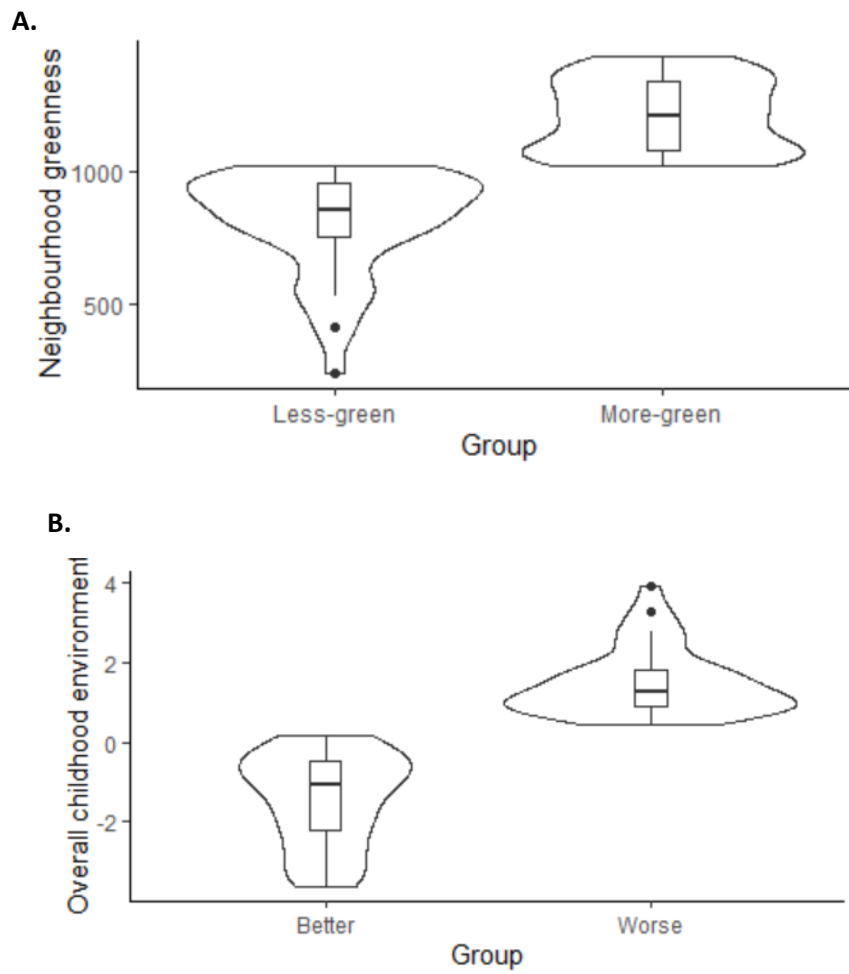 A.
Neighbourhood greenness
1000
500
Less-green More-green
Group
B.
Overall childhood environment
4
2
0
-2
Better Worse
Group